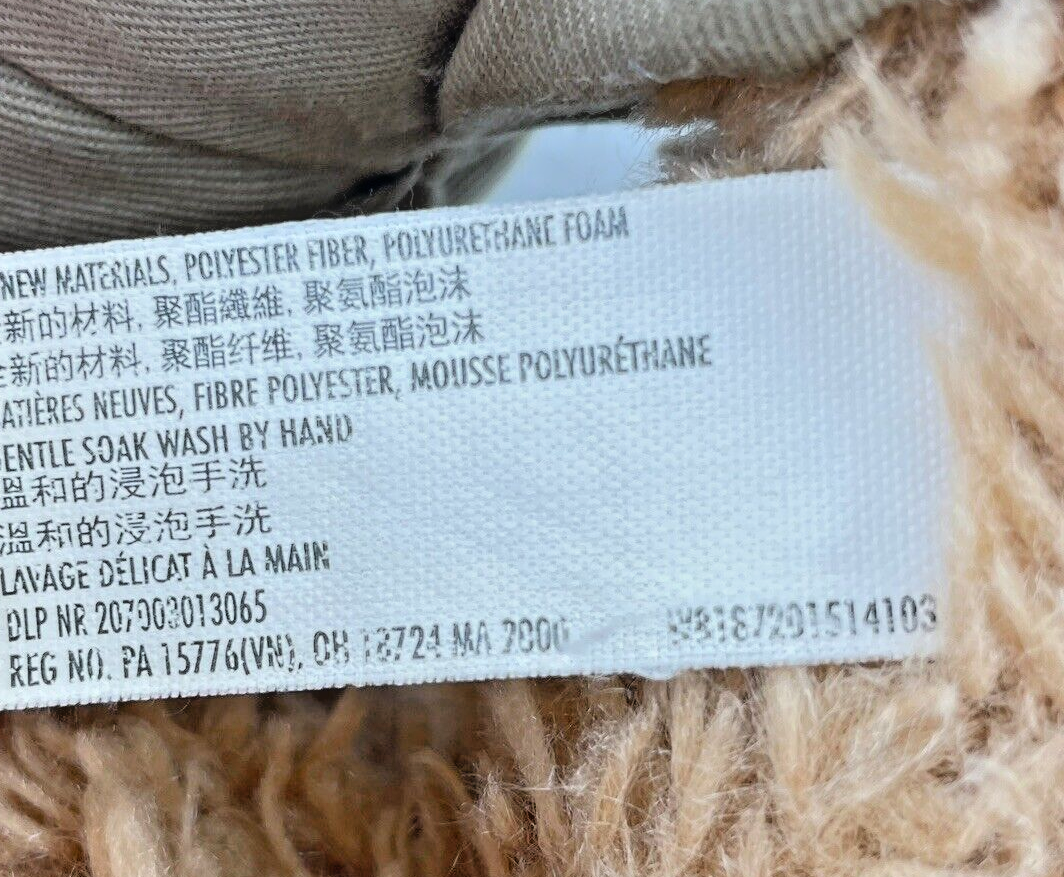 NEW MATERIALS, POLYESTER FIBER, POLYURETHANE FOAM
新的材料, 聚酯纖維, 聚氨酯泡沫
全新的材料, 聚酯纤维, 聚氨酯泡沫
ATIÈRES NEUVES, FIBRE POLYESTER, MOUSSE POLYURÉTHANE
ENTLE SOAK WASH BY HAND
溫和的浸泡手洗
温和的浸泡手洗
LAVAGE DÉLICAT À LA MAIN
DLP NR 207003013065
REG NO. PA 15776(VN), OH 18724 MA 2000